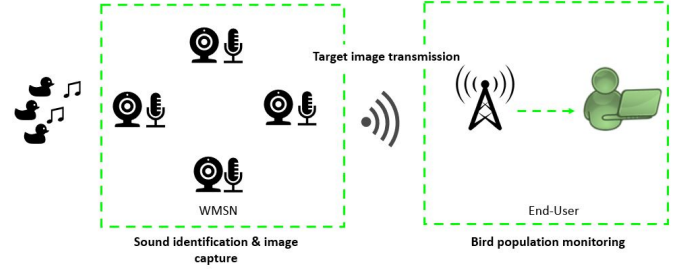 Target image transmission
WMSN
End-User
Sound identification & image
capture
Bird population monitoring